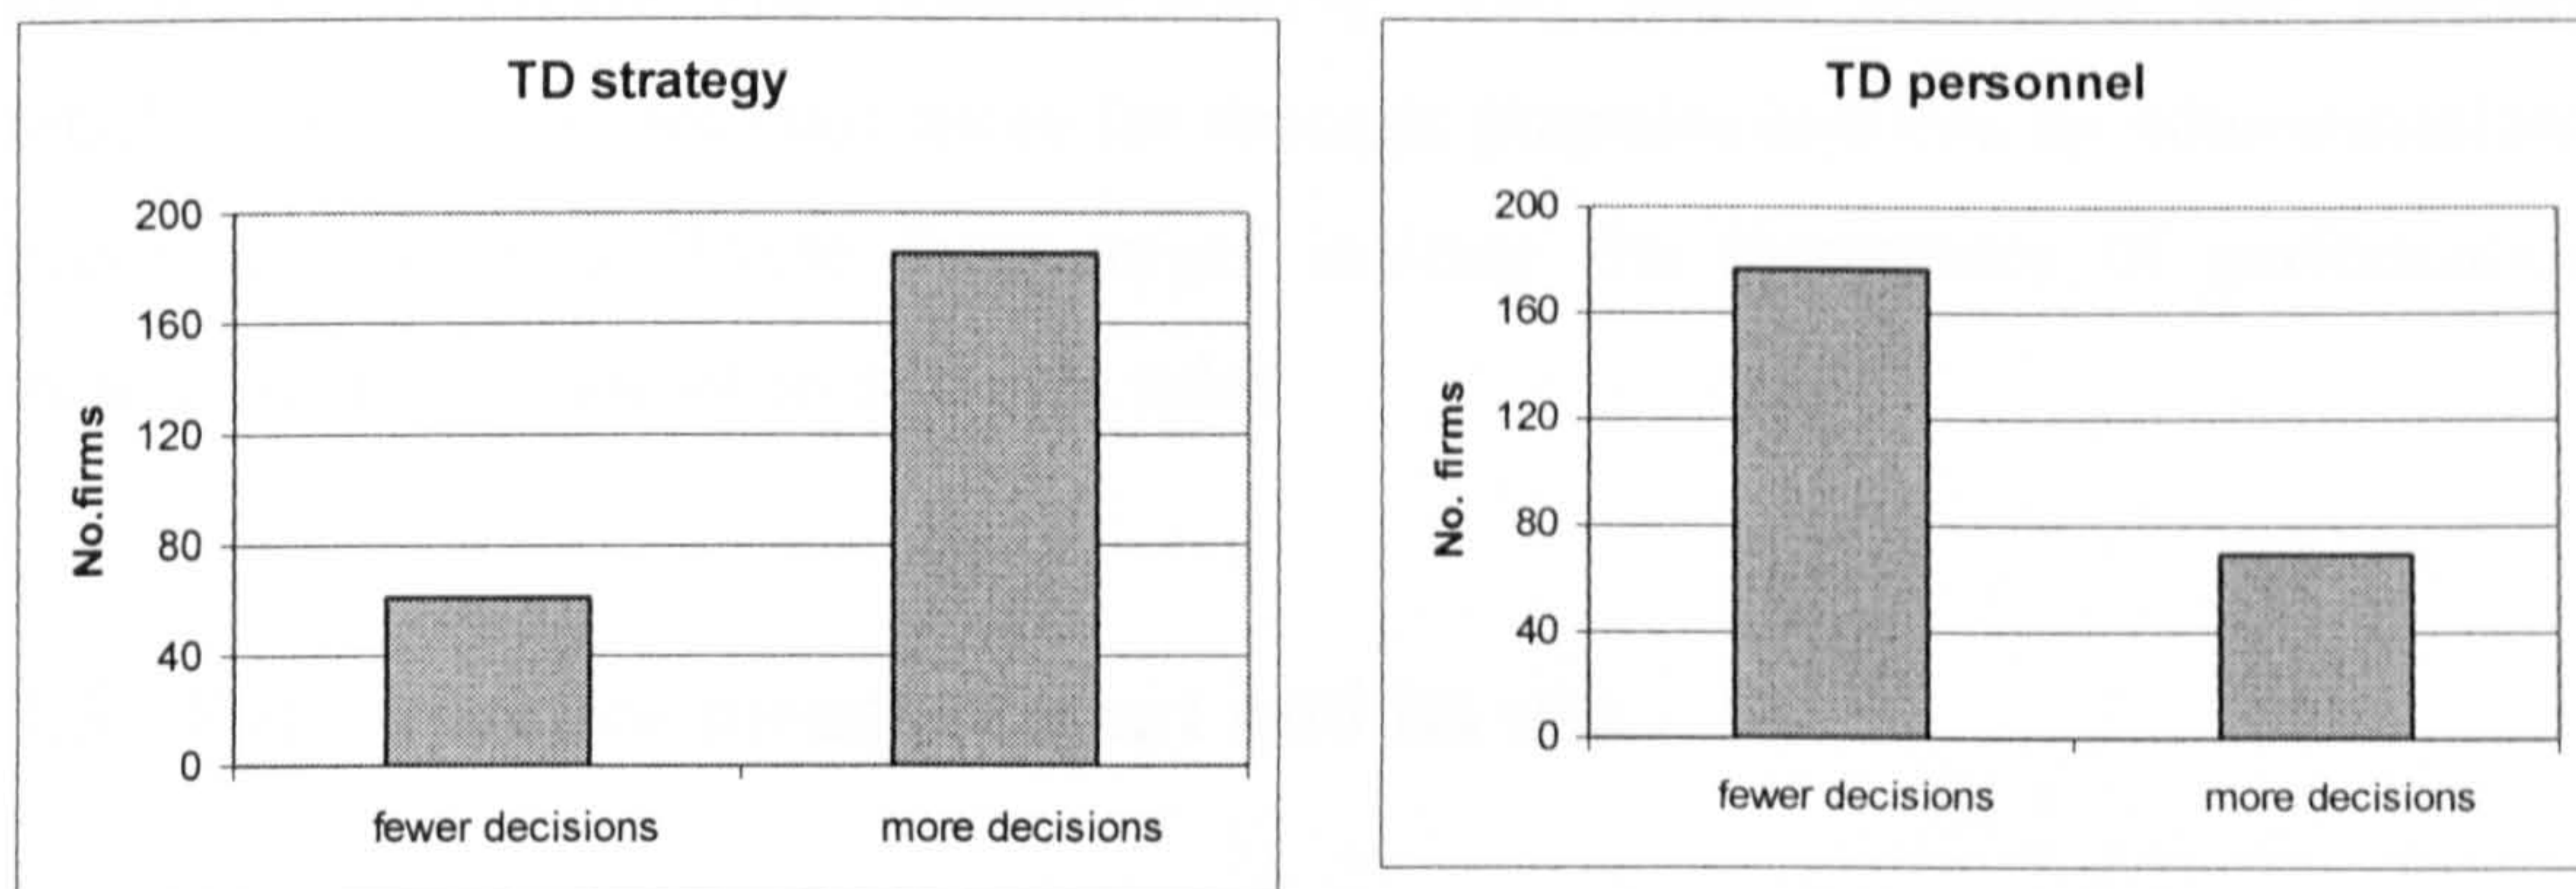 TD strategy
No.firms
200
160
120
80
40
0
fewer decisions
more decisions
TD personnel
No. firms
200
160
120
80
40
0
fewer decisions
more decisions